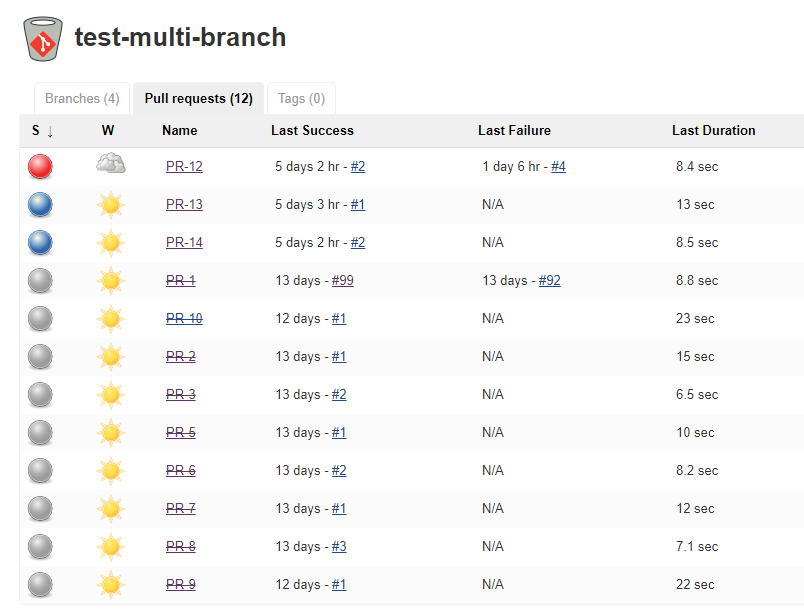 test-multi-branch
Branches (4) Pull requests (12) Tags (0)
S ↓ W Name Last Success Last Failure Last Duration
PR-12 5 days 2 hr - #2 1 day 6 hr - #4 8.4 sec
PR-13 5 days 3 hr - #1 N/A 13 sec
PR-14 5 days 2 hr - #2 N/A 8.5 sec
PR-1 13 days - #99 13 days - #92 8.8 sec
PR-10 12 days - #1 N/A 23 sec
PR-2 13 days - #1 N/A 15 sec
PR-3 13 days - #2 N/A 6.5 sec
PR-5 13 days - #1 N/A 10 sec
PR-6 13 days - #2 N/A 8.2 sec
PR-7 13 days - #1 N/A 12 sec
PR-8 13 days - #3 N/A 7.1 sec
PR-9 12 days - #1 N/A 22 sec